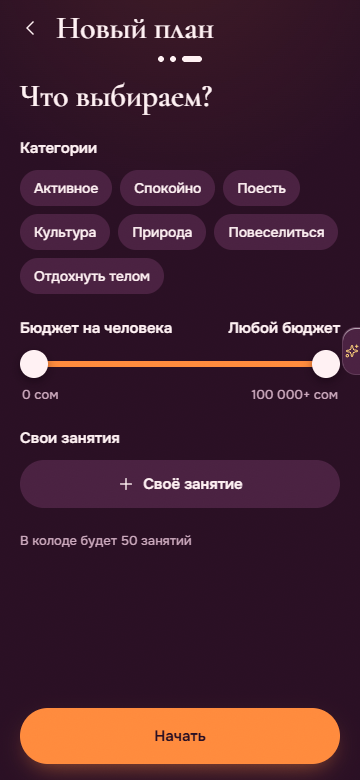 Новый план
Что выбираем?
Категории
Активное Спокойно Поесть
Культура Природа Повеселиться
Отдохнуть телом
Бюджет на человека Любой бюджет
0 сом 100 000+ сом
Свои занятия
+ Своё занятие
В колоде будет 50 занятий
Начать